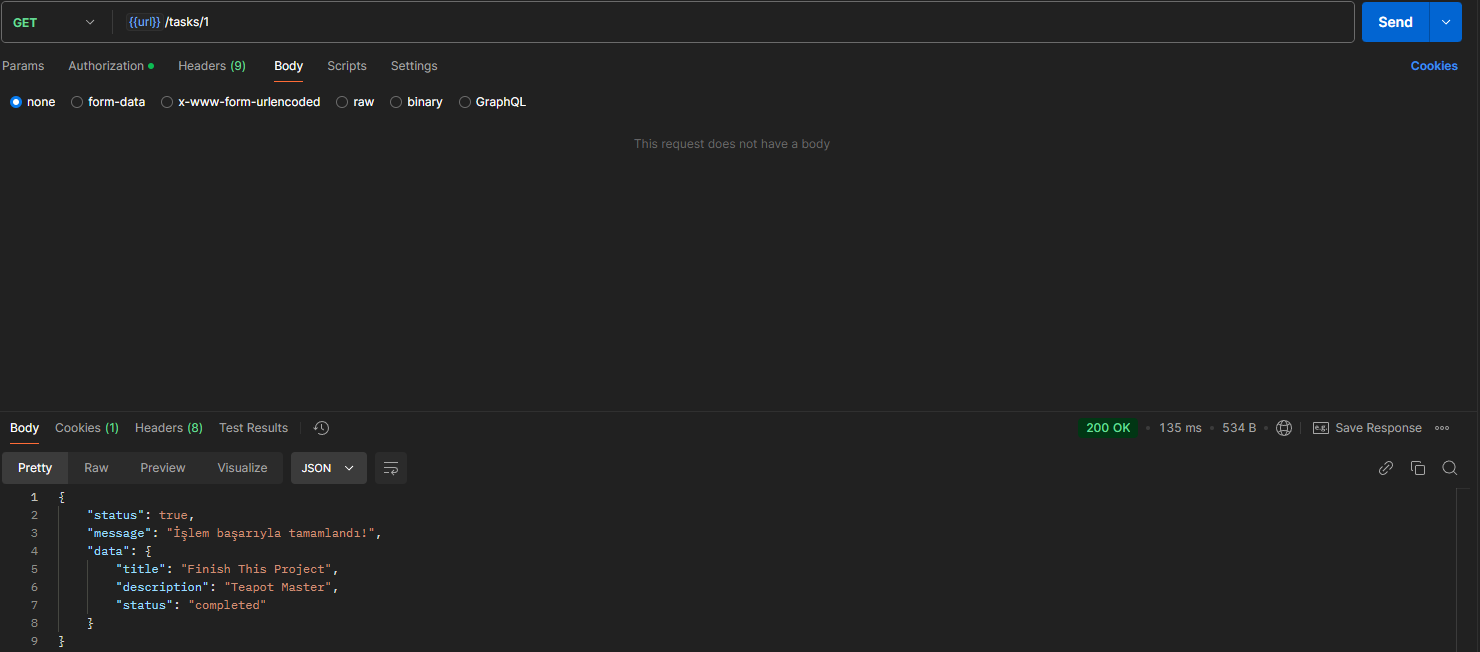 GET {{url}} /tasks/1 Send
Params Authorization Headers (9) Body Scripts Settings Cookies
none form-data x-www-form-urlencoded raw binary GraphQL
This request does not have a body
Body Cookies (1) Headers (8) Test Results 200 OK 135 ms 534 B e.g. Save Response
Pretty Raw Preview Visualize JSON
1 {
2 "status": true,
3 "message": "İşlem başarıyla tamamlandı!",
4 "data": {
5 "title": "Finish This Project",
6 "description": "Teapot Master",
7 "status": "completed"
8 }
9 }